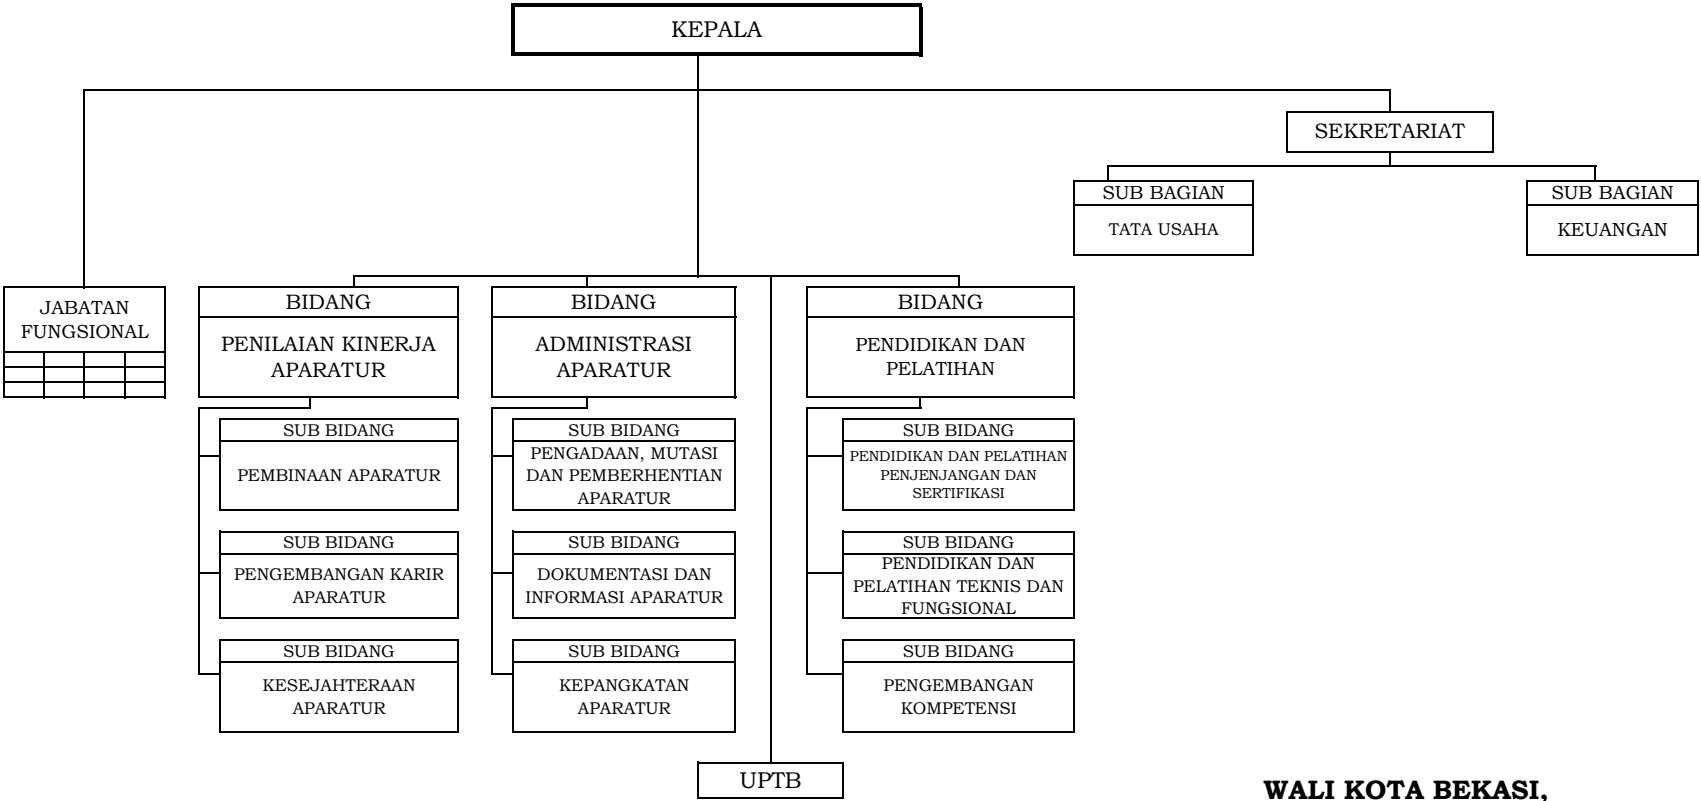 KEPALA
SEKRETARIAT
SUB BAGIAN
TATA USAHA
SUB BAGIAN
KEUANGAN
JABATAN
FUNGSIONAL
BIDANG
PENILAIAN KINERJA
APARATUR
BIDANG
ADMINISTRASI
APARATUR
BIDANG
PENDIDIKAN DAN
PELATIHAN
SUB BIDANG
PEMBINAAN APARATUR
SUB BIDANG
PENGADAAN, MUTASI
DAN PEMBERHENTIAN
APARATUR
SUB BIDANG
PENDIDIKAN DAN PELATIHAN
PENJENJANGAN DAN
SERTIFIKASI
SUB BIDANG
PENGEMBANGAN KARIR
APARATUR
SUB BIDANG
DOKUMENTASI DAN
INFORMASI APARATUR
SUB BIDANG
PENDIDIKAN DAN
PELATIHAN TEKNIS DAN
FUNGSIONAL
SUB BIDANG
KESEJAHTERAAN
APARATUR
SUB BIDANG
KEPANGKATAN
APARATUR
SUB BIDANG
PENGEMBANGAN
KOMPETENSI
UPTB
WALI KOTA BEKASI,